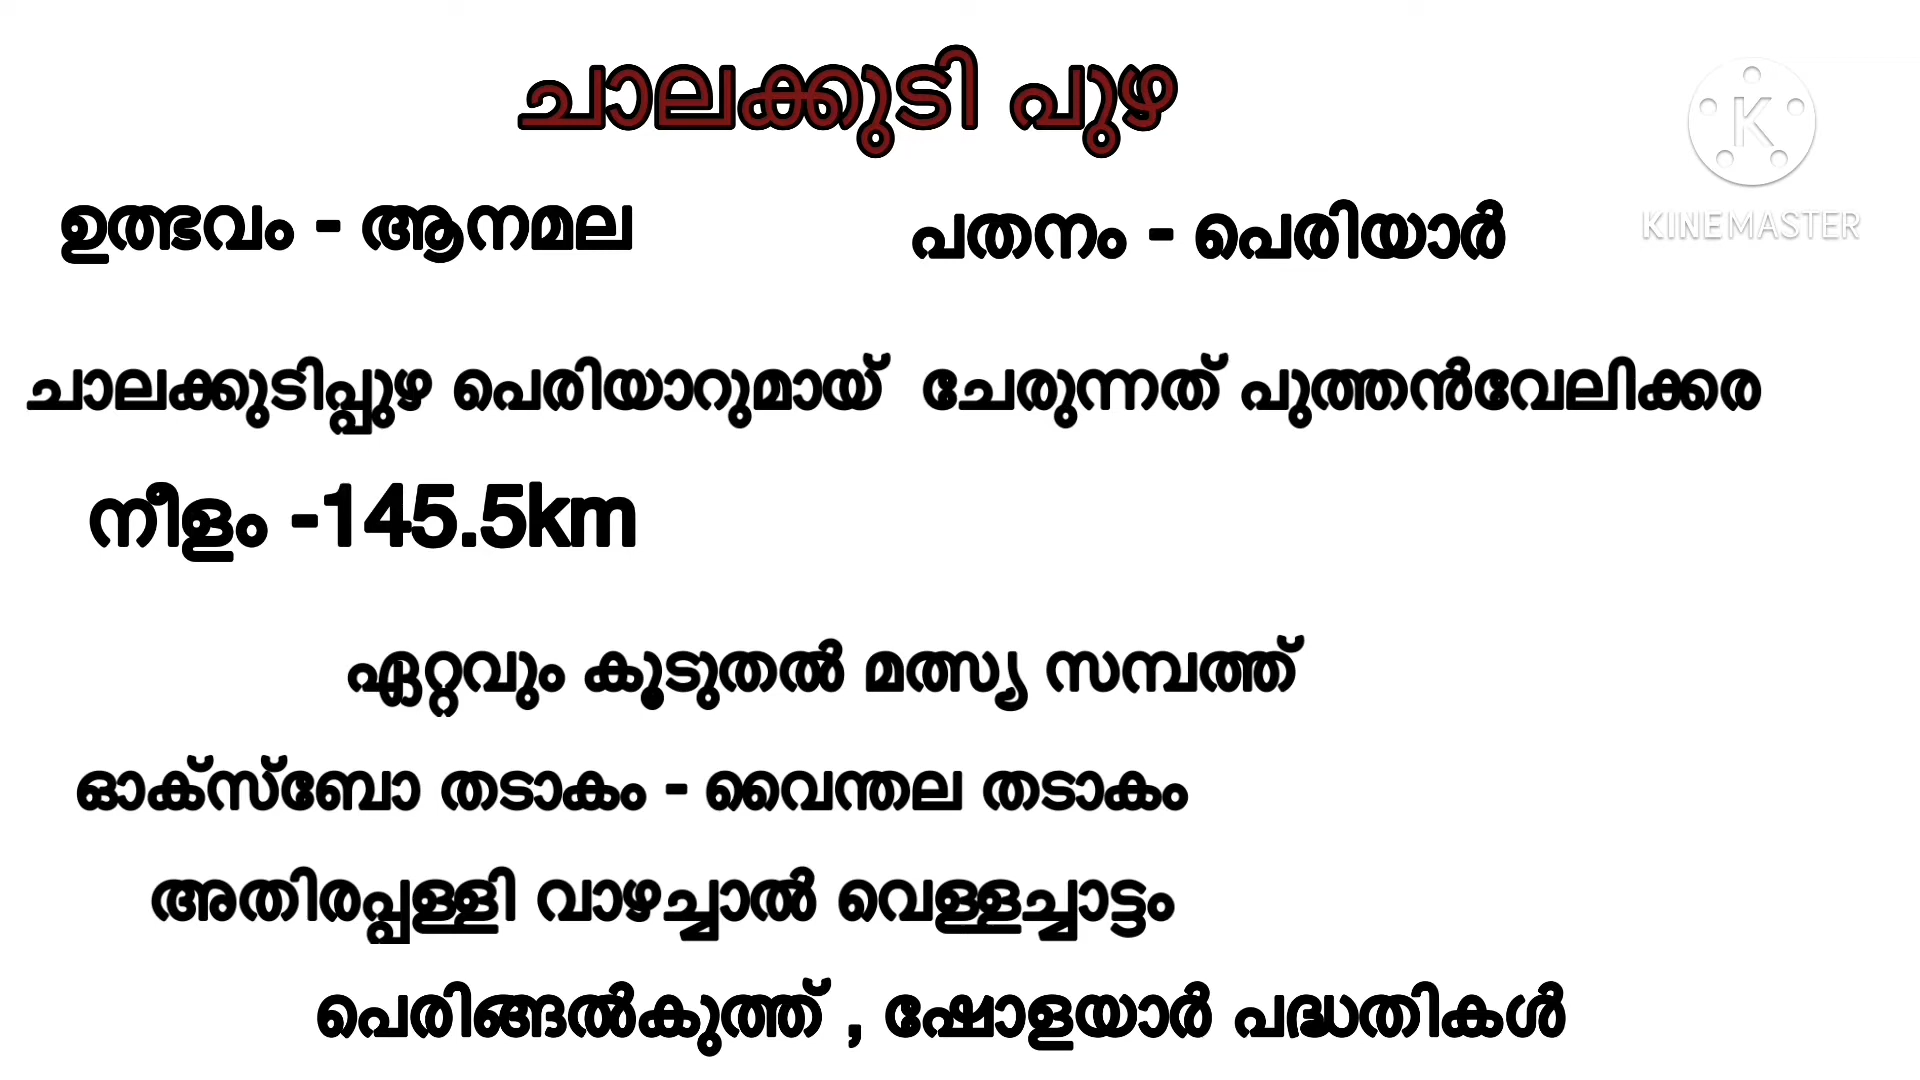 ചാലക്കുടി പുഴ
ഉത്ഭവം - ആനമല
പതനം - പെരിയാർ
K
KINEMASTER
ചാലക്കുടിപ്പുഴ പെരിയാറുമായ് ചേരുന്നത് പുത്തൻവേലിക്കര
നീളം -145.5km
ഏറ്റവും കൂടുതൽ മത്സ്യ സമ്പത്ത്
ഓക്സ്ബോ തടാകം - വൈന്തല തടാകം
അതിരപ്പള്ളി വാഴച്ചാൽ വെള്ളച്ചാട്ടം
പെരിങ്ങൽകുത്ത് , ഷോളയാർ പദ്ധതികൾ